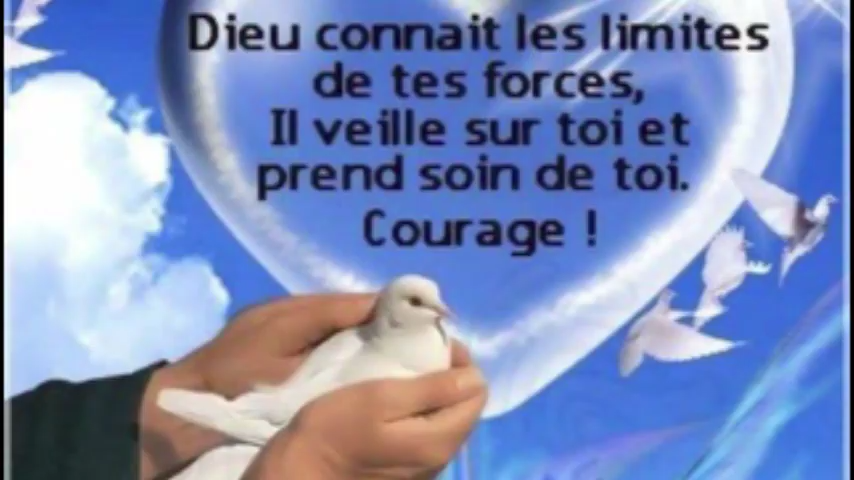 Dieu connait les limites
de tes forces,
Il veille sur toi et
prend soin de toi.
Courage !